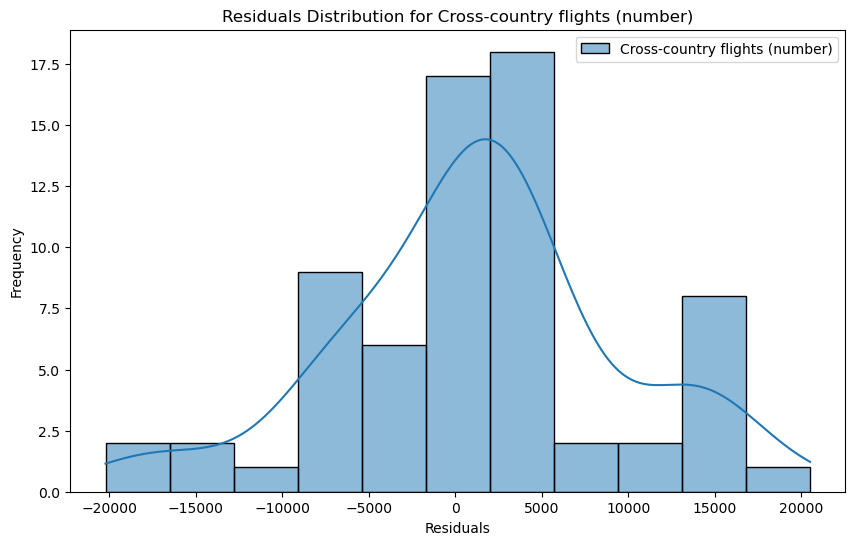 Residuals Distribution for Cross-country flights (number)
Cross-country flights (number)
Frequency
17.5
15.0
12.5
10.0
7.5
5.0
2.5
0.0
−20000 −15000 −10000 −5000 0 5000 10000 15000 20000
Residuals